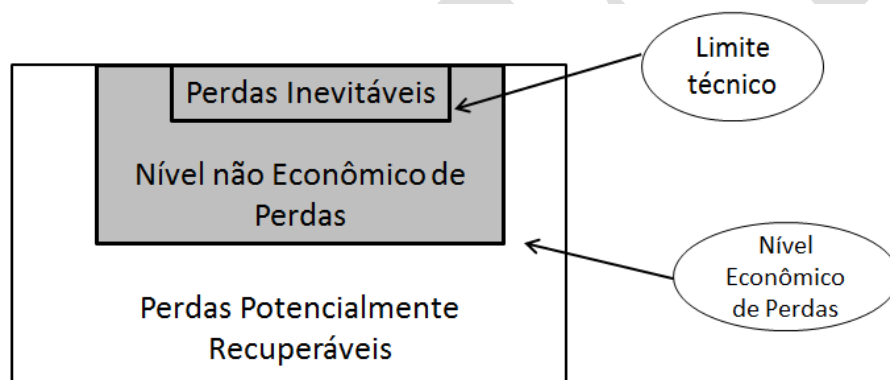 Limite
técnico
Perdas Inevitáveis
Nível não Econômico de
Perdas
Nível
Econômico
de Perdas
Perdas Potencialmente
Recuperáveis